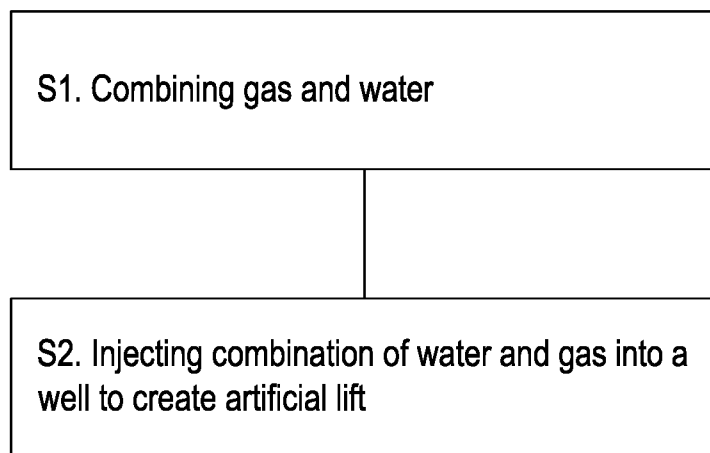 S1. Combining gas and water
S2. Injecting combination of water and gas into a
well to create artificial lift